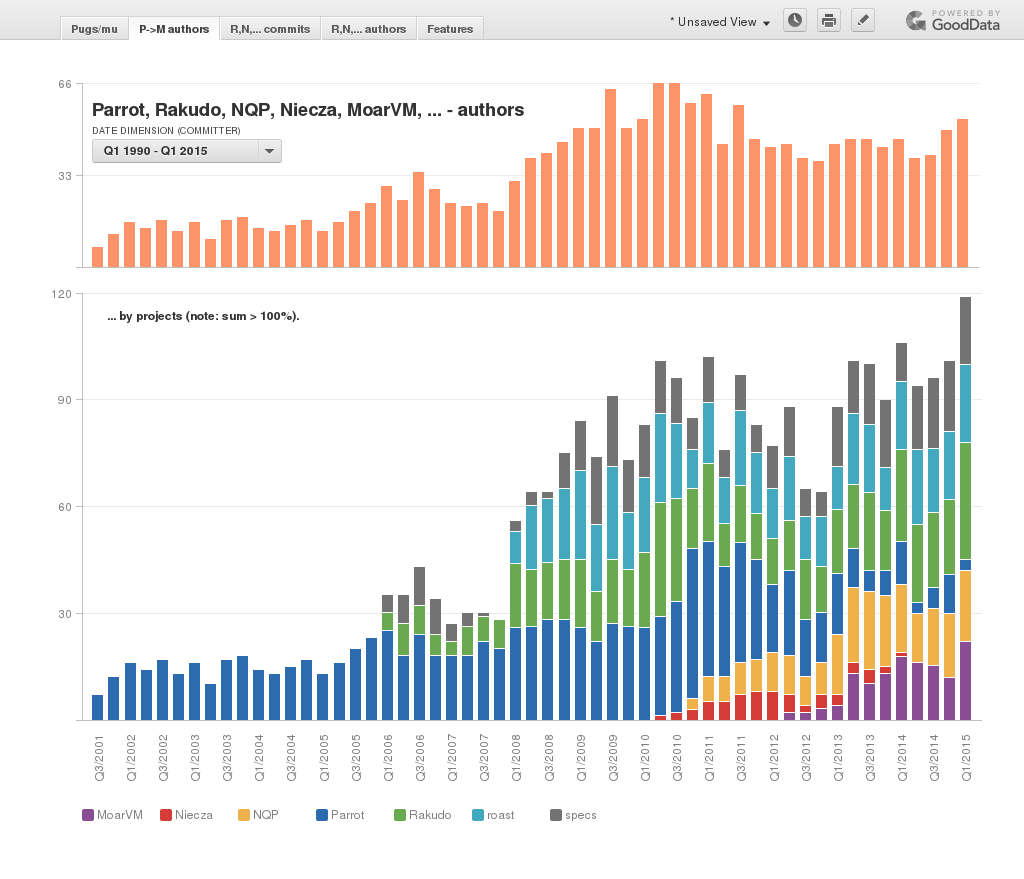 Pugs/mu
P->M authors
R,N,... commits
R,N,... authors
Features
* Unsaved View
POWERED BY
GoodData
66
33
Parrot, Rakudo, NQP, Niecza, MoarVM, ... - authors
DATE DIMENSION (COMMITTER)
Q1 1990 - Q1 2015
120
90
60
30
... by projects (note: sum > 100%).
Q3/2001
Q1/2002
Q3/2002
Q1/2003
Q3/2003
Q1/2004
Q3/2004
Q1/2005
Q3/2005
Q1/2006
Q3/2006
Q1/2007
Q3/2007
Q1/2008
Q3/2008
Q1/2009
Q3/2009
Q1/2010
Q3/2010
Q1/2011
Q3/2011
Q1/2012
Q3/2012
Q1/2013
Q3/2013
Q1/2014
Q3/2014
Q1/2015
MoarVM
Niecza
NQP
Parrot
Rakudo
roast
specs